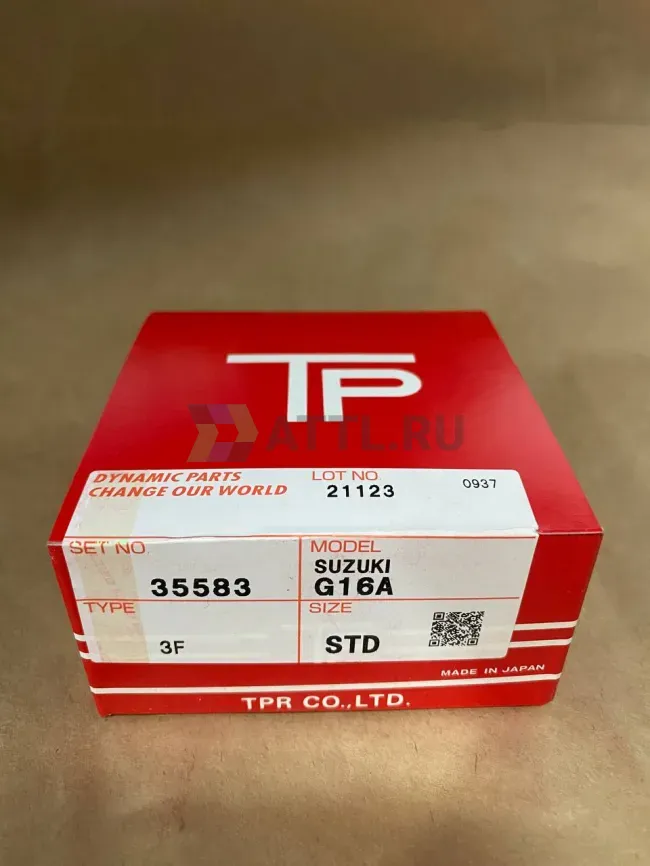 TP
ATTL.RU
DYNAMIC PARTS
CHANGE OUR WORLD
LOT NO.
21123
0937
SET NO.
35583
MODEL
SUZUKI
G16A
TYPE
3F
SIZE
STD
MADE IN JAPAN
TPR CO.,LTD.